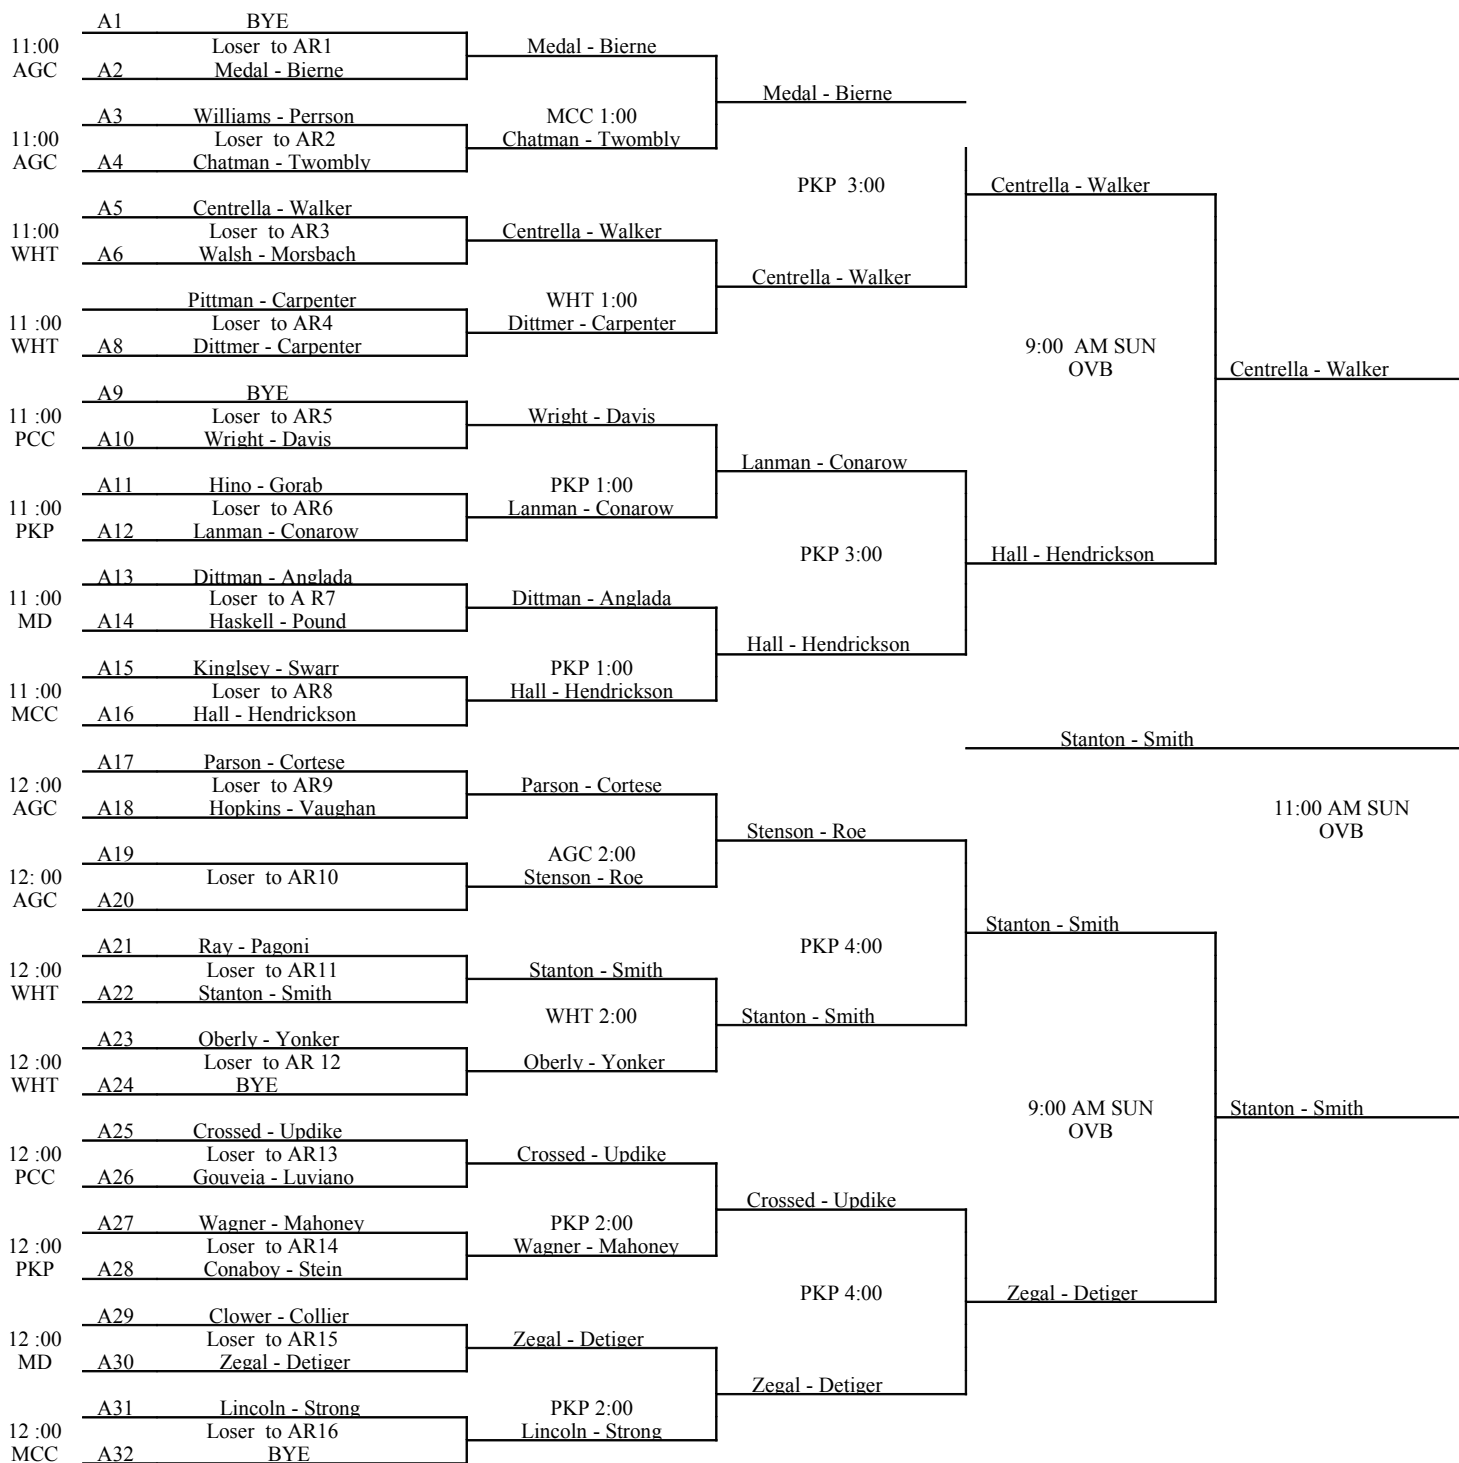 A1 BYE
11:00 Loser to AR1 Medal - Bierne
AGC A2 Medal - Bierne
Medal - Bierne
A3 Williams - Perrson MCC 1:00
11:00 Loser to AR2 Chatman - Twombly
AGC A4 Chatman - Twombly
PKP 3:00 Centrella - Walker
A5 Centrella - Walker
11:00 Loser to AR3 Centrella - Walker
WHT A6 Walsh - Morsbach
Centrella - Walker
Pittman - Carpenter WHT 1:00
11 :00 Loser to AR4 Dittmer - Carpenter
WHT A8 Dittmer - Carpenter 9:00 AM SUN
OVB Centrella - Walker
A9 BYE
11 :00 Loser to AR5 Wright - Davis
PCC A10 Wright - Davis
Lanman - Conarow
A11 Hino - Gorab PKP 1:00
11 :00 Loser to AR6 Lanman - Conarow
PKP A12 Lanman - Conarow
PKP 3:00 Hall - Hendrickson
A13 Dittman - Anglada
11 :00 Loser to A R7 Dittman - Anglada
MD A14 Haskell - Pound
Hall - Hendrickson
A15 Kinglsey - Swarr PKP 1:00
11 :00 Loser to AR8 Hall - Hendrickson
MCC A16 Hall - Hendrickson
Stanton - Smith
A17 Parson - Cortese
12 :00 Loser to AR9 Parson - Cortese
AGC A18 Hopkins - Vaughan 11:00 AM SUN
Stenson - Roe OVB
A19 AGC 2:00
12: 00 Loser to AR10 Stenson - Roe
AGC A20
Stanton - Smith
A21 Ray - Pagoni PKP 4:00
12 :00 Loser to AR11 Stanton - Smith
WHT A22 Stanton - Smith
WHT 2:00 Stanton - Smith
A23 Oberly - Yonker
12 :00 Loser to AR 12 Oberly - Yonker
WHT A24 BYE
9:00 AM SUN Stanton - Smith
A25 Crossed - Updike OVB
12 :00 Loser to AR13 Crossed - Updike
PCC A26 Gouveia - Luviano
Crossed - Updike
A27 Wagner - Mahoney PKP 2:00
12 :00 Loser to AR14 Wagner - Mahoney
PKP A28 Conaboy - Stein
PKP 4:00 Zegal - Detiger
A29 Clower - Collier
12 :00 Loser to AR15 Zegal - Detiger
MD A30 Zegal - Detiger
Zegal - Detiger
A31 Lincoln - Strong PKP 2:00
12 :00 Loser to AR16 Lincoln - Strong
MCC A32 BYE